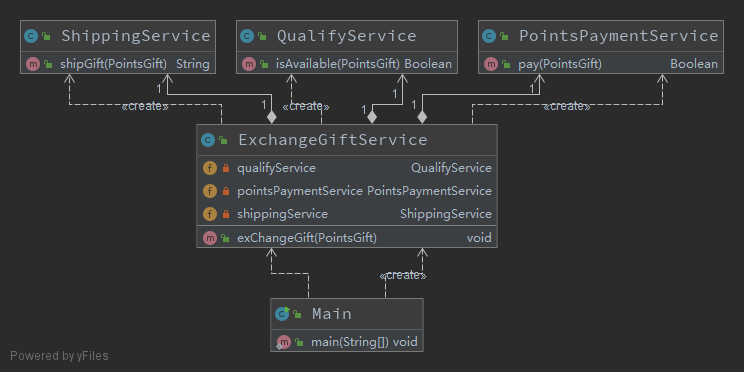 ShippingService
shipGift(PointsGift) String
QualifyService
isAvailable(PointsGift) Boolean
PointsPaymentService
pay(PointsGift) Boolean
1
1
1
«create»
«create»
«create»
1
1
1
ExchangeGiftService
qualifyService QualifyService
pointsPaymentService PointsPaymentService
shippingService ShippingService
exChangeGift(PointsGift) void
«create»
Main
main(String[]) void
Powered by yFiles